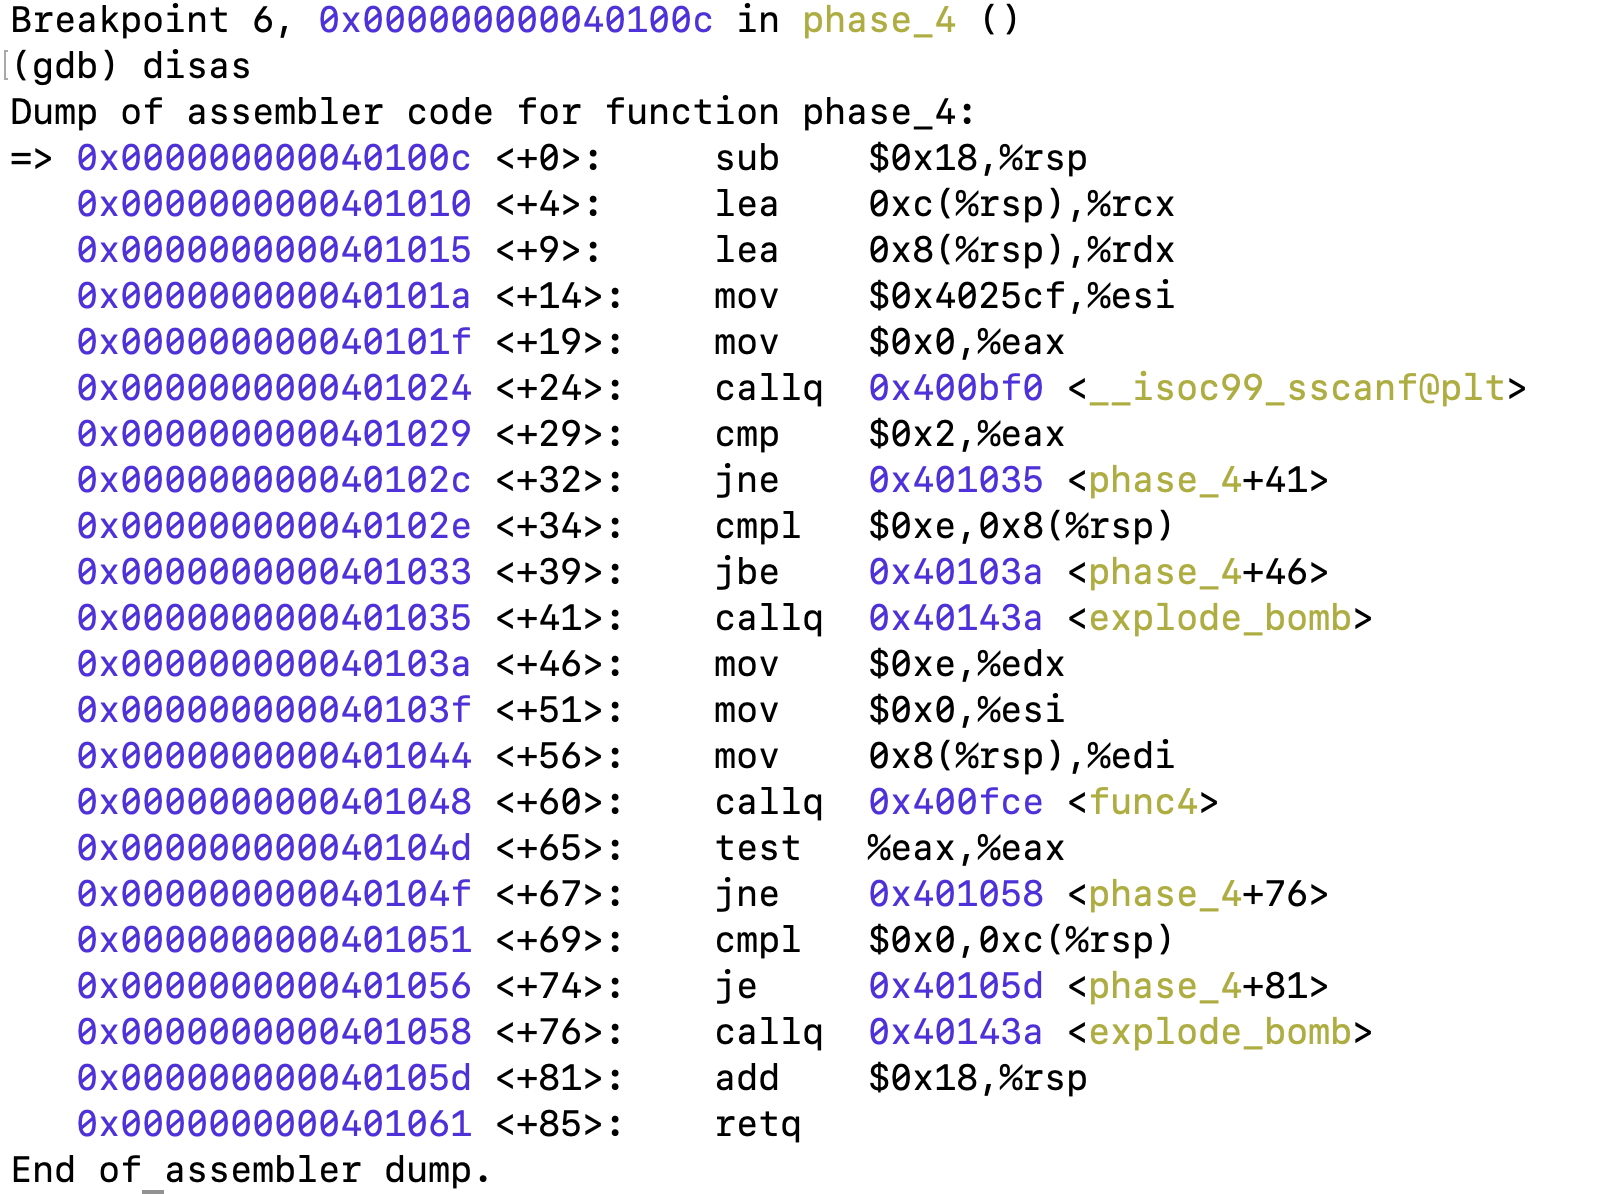 Breakpoint 6, 0x000000000040100c in phase_4 ()
(gdb) disas
Dump of assembler code for function phase_4:
=> 0x000000000040100c <+0>:     sub    $0x18,%rsp
   0x0000000000401010 <+4>:     lea    0xc(%rsp),%rcx
   0x0000000000401015 <+9>:     lea    0x8(%rsp),%rdx
   0x000000000040101a <+14>:    mov    $0x4025cf,%esi
   0x000000000040101f <+19>:    mov    $0x0,%eax
   0x0000000000401024 <+24>:    callq  0x400bf0 <__isoc99_sscanf@plt>
   0x0000000000401029 <+29>:    cmp    $0x2,%eax
   0x000000000040102c <+32>:    jne    0x401035 <phase_4+41>
   0x000000000040102e <+34>:    cmpl   $0xe,0x8(%rsp)
   0x0000000000401033 <+39>:    jbe    0x40103a <phase_4+46>
   0x0000000000401035 <+41>:    callq  0x40143a <explode_bomb>
   0x000000000040103a <+46>:    mov    $0xe,%edx
   0x000000000040103f <+51>:    mov    $0x0,%esi
   0x0000000000401044 <+56>:    mov    0x8(%rsp),%edi
   0x0000000000401048 <+60>:    callq  0x400fce <func4>
   0x000000000040104d <+65>:    test   %eax,%eax
   0x000000000040104f <+67>:    jne    0x401058 <phase_4+76>
   0x0000000000401051 <+69>:    cmpl   $0x0,0xc(%rsp)
   0x0000000000401056 <+74>:    je     0x40105d <phase_4+81>
   0x0000000000401058 <+76>:    callq  0x40143a <explode_bomb>
   0x000000000040105d <+81>:    add    $0x18,%rsp
   0x0000000000401061 <+85>:    retq
End of assembler dump.